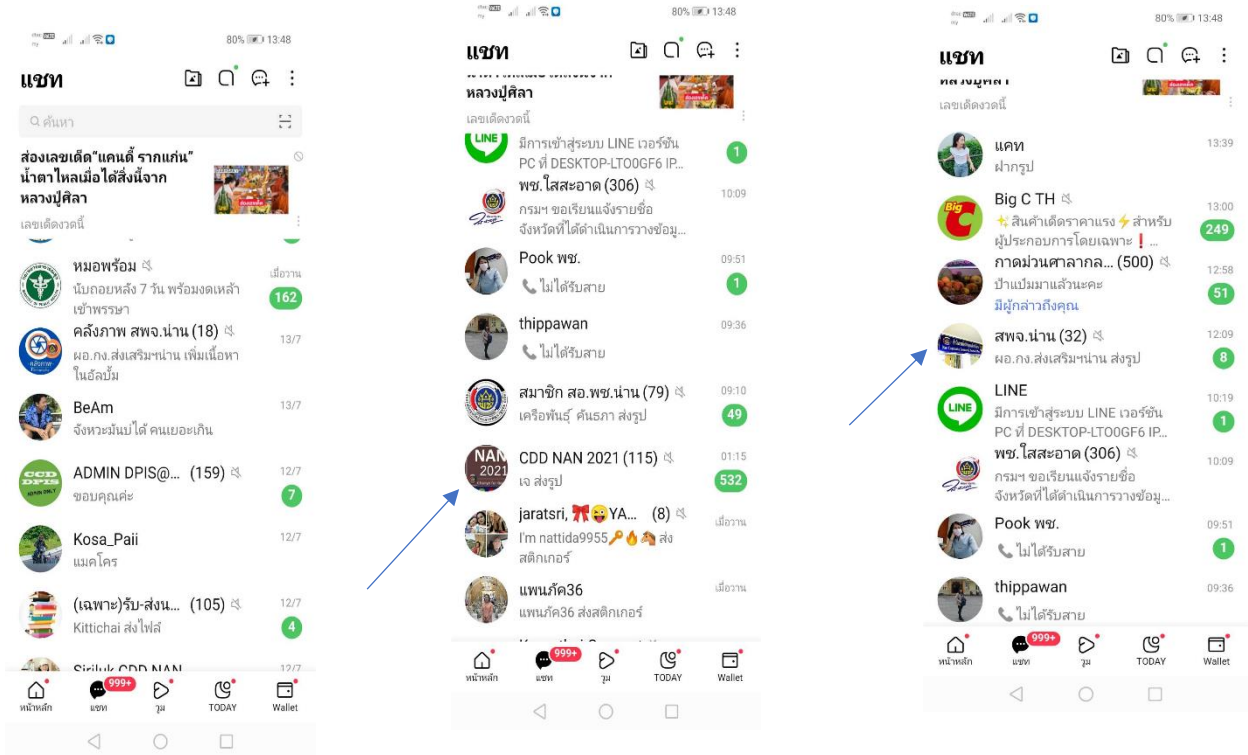 80% 13:48
แชท
ค้นหา
ส่องเลขเด็ด“แคนดี้ รากแก่น”
น้ำตาไหลเมื่อได้สิ่งนี้จาก
หลวงปู่ศิลา
เลขเด็ดงวดนี้
หมอพร้อม
เมื่อวาน
นับถอยหลัง 7 วัน พร้อมงดเหล้า
เข้าพรรษา
162
คลังภาพ สพจ.น่าน (18)
13/7
ผอ.กง.ส่งเสริมฯน่าน เพิ่มเนื้อหา
ในอัลบั้ม
BeAm
13/7
จังหวะมันบ่ได้ คนเยอะเกิน
ADMIN DPIS@... (159)
12/7
ขอบคุณค่ะ
7
Kosa_Paii
12/7
แมคโคร
(เฉพาะ)รับ-ส่งน... (105)
12/7
Kittichai ส่งไฟล์
4
Siriluk CDD NAN
12/7
999+
หน้าหลัก
แชท
วูม
TODAY
Wallet
80% 13:48
แชท
หลวงปู่ศิลา
เลขเด็ดงวดนี้
LINE
มีการเข้าสู่ระบบ LINE เวอร์ชัน
PC ที่ DESKTOP-LTO0GF6 IP...
1
พช.ใสสะอาด (306)
10:09
กรมฯ ขอเรียนแจ้งรายชื่อ
จังหวัดที่ได้ดำเนินการวางข้อมู...
Pook พช.
09:51
ไม่ได้รับสาย
1
thippawan
09:36
ไม่ได้รับสาย
สมาชิก สอ.พช.น่าน (79)
09:10
เครือพันธุ์ คันธภา ส่งรูป
49
NAN
2021
CDD NAN 2021 (115)
01:15
เจ ส่งรูป
532
jaratsri, YA... (8)
เมื่อวาน
I'm nattida9955 ส่ง
สติกเกอร์
แพนภัค36
เมื่อวาน
แพนภัค36 ส่งสติกเกอร์
999+
หน้าหลัก
แชท
วูม
TODAY
Wallet
80% 13:48
แชท
หลวงปู่ศิลา
เลขเด็ดงวดนี้
แคท
13:39
ฝากรูป
Big
C
Big C TH
13:00
สินค้าเด็ดราคาแรง สำหรับ
ผู้ประกอบการโดยเฉพาะ ...
249
กาดม่วนศาลากล... (500)
12:58
ป้าแป๋มมาแล้วนะคะ
มีผู้กล่าวถึงคุณ
51
สพจ.น่าน (32)
12:09
ผอ.กง.ส่งเสริมฯน่าน ส่งรูป
8
LINE
LINE
10:19
มีการเข้าสู่ระบบ LINE เวอร์ชัน
PC ที่ DESKTOP-LTO0GF6 IP...
1
พช.ใสสะอาด (306)
10:09
กรมฯ ขอเรียนแจ้งรายชื่อ
จังหวัดที่ได้ดำเนินการวางข้อมู...
Pook พช.
09:51
ไม่ได้รับสาย
1
thippawan
09:36
ไม่ได้รับสาย
999+
หน้าหลัก
แชท
วูม
TODAY
Wallet